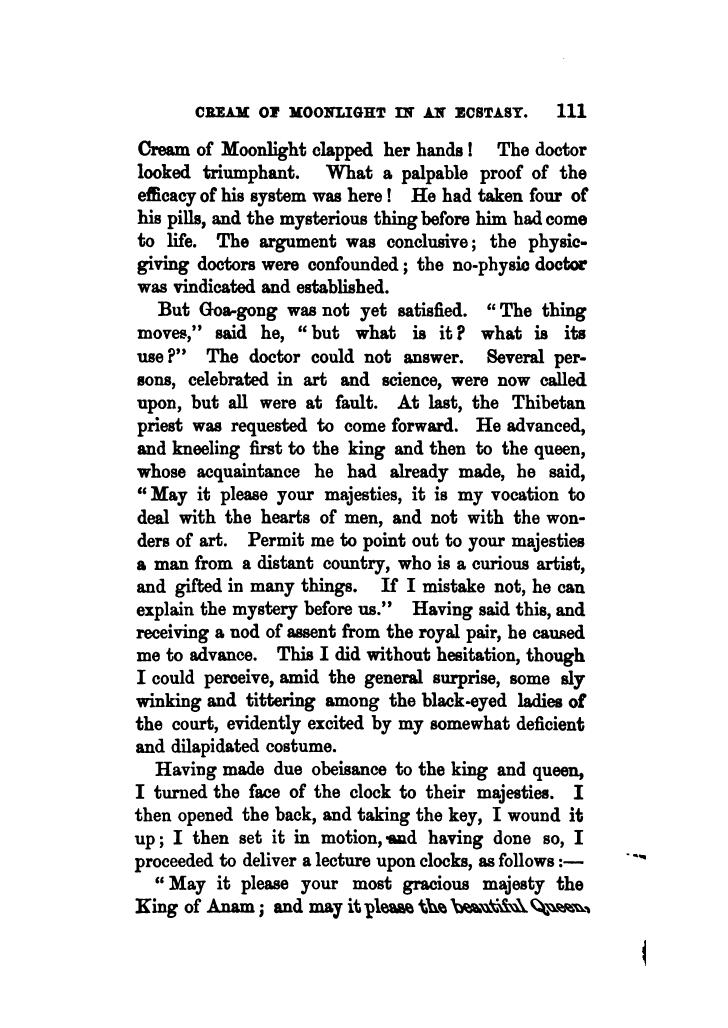 CREAM OF MOONLIGHT IN AN ECSTASY. 111
Cream of Moonlight clapped her hands! The doctor
looked triumphant. What a palpable proof of the
efficacy of his system was here! He had taken four of
his pills, and the mysterious thing before him had come
to life. The argument was conclusive; the physic-
giving doctors were confounded; the no-physic doctor
was vindicated and established.
But Goa-gong was not yet satisfied. "The thing
moves," said he, "but what is it? what is its
use?" The doctor could not answer. Several per-
sons, celebrated in art and science, were now called
upon, but all were at fault. At last, the Thibetan
priest was requested to come forward. He advanced,
and kneeling first to the king and then to the queen,
whose acquaintance he had already made, he said,
"May it please your majesties, it is my vocation to
deal with the hearts of men, and not with the won-
ders of art. Permit me to point out to your majesties
a man from a distant country, who is a curious artist,
and gifted in many things. If I mistake not, he can
explain the mystery before us." Having said this, and
receiving a nod of assent from the royal pair, he caused
me to advance. This I did without hesitation, though
I could perceive, amid the general surprise, some sly
winking and tittering among the black-eyed ladies of
the court, evidently excited by my somewhat deficient
and dilapidated costume.
Having made due obeisance to the king and queen,
I turned the face of the clock to their majesties. I
then opened the back, and taking the key, I wound it
up; I then set it in motion, and having done so, I
proceeded to deliver a lecture upon clocks, as follows:—
"May it please your most gracious majesty the
King of Anam; and may it please the beautiful Queen,